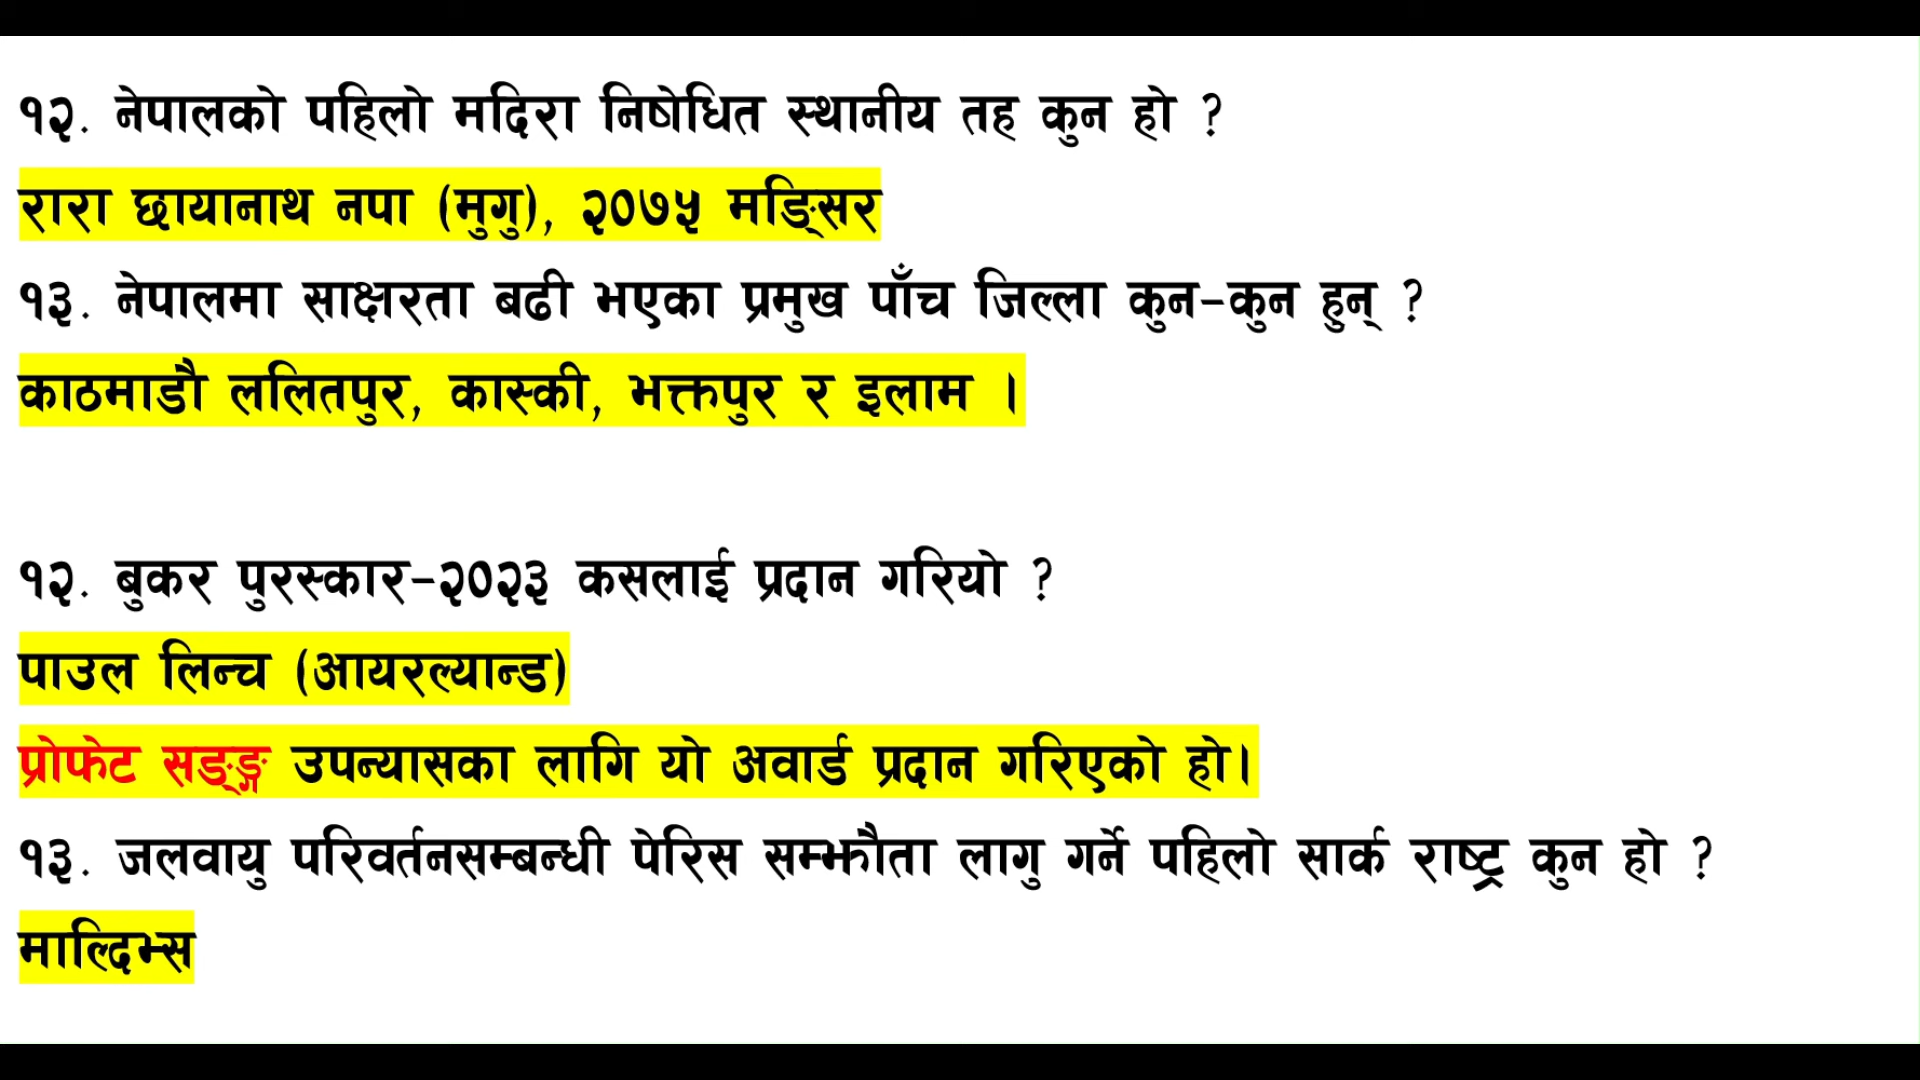 १२. नेपालको पहिलो मदिरा निषेधित स्थानीय तह कुन हो ?
रारा छायानाथ नपा (मुगु), २०७५ मङ्सिर
१३. नेपालमा साक्षरता बढी भएका प्रमुख पाँच जिल्ला कुन-कुन हुन् ?
काठमाडौ ललितपुर, कास्की, भक्तपुर र इलाम ।
१२. बुकर पुरस्कार-२०२३ कसलाई प्रदान गरियो ?
पाउल लिन्च (आयरल्यान्ड)
प्रोफेट सङ्ङ्ग उपन्यासका लागि यो अवार्ड प्रदान गरिएको हो।
१३. जलवायु परिवर्तनसम्बन्धी पेरिस सम्झौता लागु गर्ने पहिलो सार्क राष्ट्र कुन हो ?
माल्दिभ्स